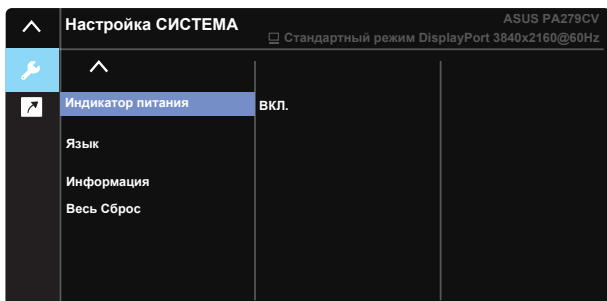 ASUS PA279CV
Настройка СИСТЕМА
Стандартный режим DisplayPort 3840x2160@60Hz
Индикатор питания ВКЛ.
Язык
Информация
Весь Сброс